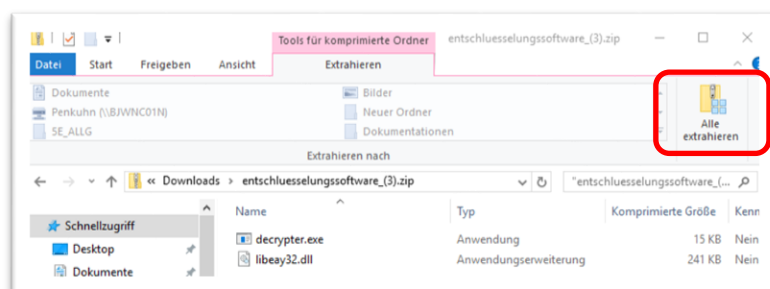 Tools für komprimierte Ordner entschluesselungssoftware_(3).zip
Datei Start Freigeben Ansicht Extrahieren
Dokumente Bilder
Penkuhn (\\BJWNC01N) Neuer Ordner
SE_ALLG Dokumentationen
Alle extrahieren
Extrahieren nach
« Downloads › entschluesselungssoftware_(3).zip "entschluesselungssoftware_(...
Name Typ Komprimierte Größe Kenn
Schnellzugriff
Desktop
Dokumente
decrypter.exe Anwendung 15 KB Nein
libeay32.dll Anwendungserweiterung 241 KB Nein